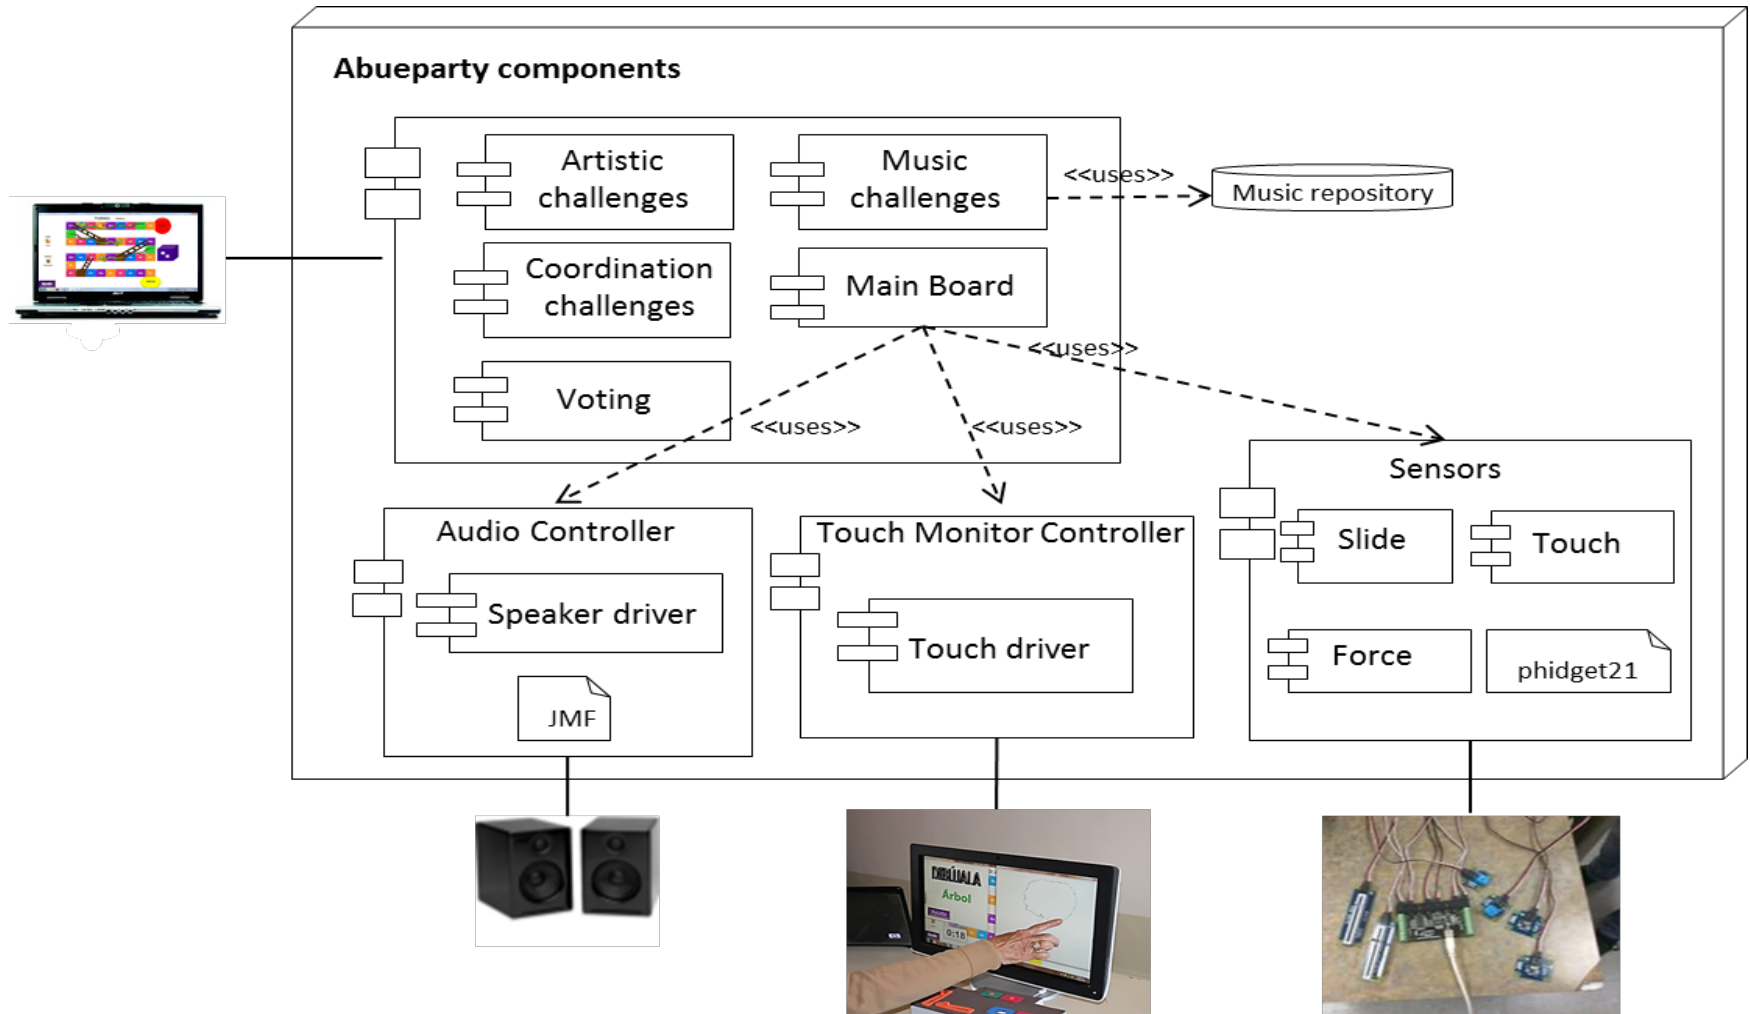 Abueparty components
Artistic
challenges
Music
challenges
<<uses>>
Music repository
Coordination
challenges
Main Board
<<uses>>
Voting
<<uses>>
<<uses>>
Sensors
Audio Controller
Touch Monitor Controller
Slide
Touch
Speaker driver
Touch driver
Force
phidget21
JMF
DIBÚJALA
Árbol
0:18